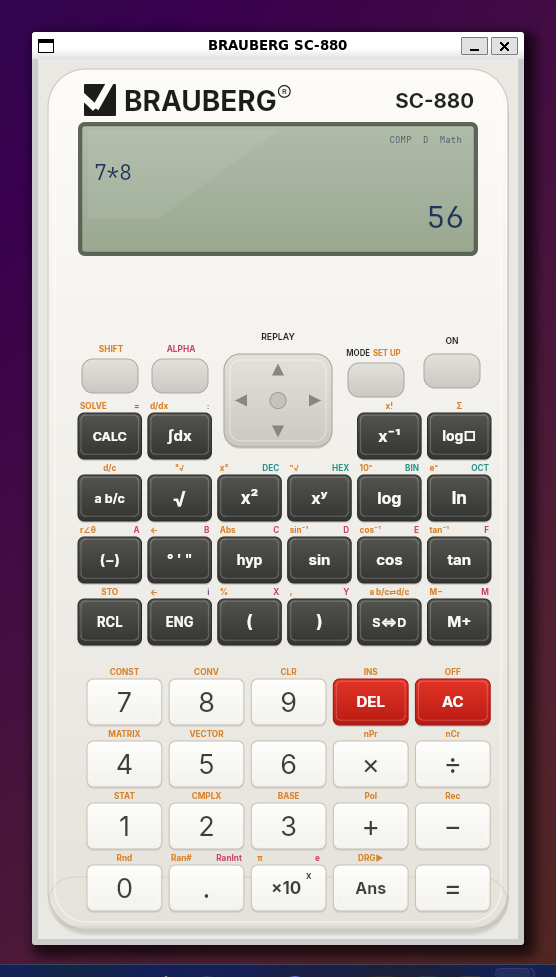 BRAUBERG SC-880
BRAUBERG® SC-880
COMP D Math
7*8
56
REPLAY
SHIFT ALPHA MODE SET UP ON
SOLVE = d/dx : x! Σ
CALC ∫dx x⁻¹ log□
d/c ³√ x³ DEC ˣ√ HEX 10ˣ BIN eˣ OCT
a b/c √ x² xʸ log ln
r∠θ A ← B Abs C sin⁻¹ D cos⁻¹ E tan⁻¹ F
(−) ° ' " hyp sin cos tan
STO ← i % X , Y a b/c⇄d/c M− M
RCL ENG ( ) S⇔D M+
CONST CONV CLR INS OFF
7 8 9 DEL AC
MATRIX VECTOR nPr nCr
4 5 6 × ÷
STAT CMPLX BASE Pol Rec
1 2 3 + −
Rnd Ran# RanInt π e DRG▶
0 . ×10ˣ Ans =